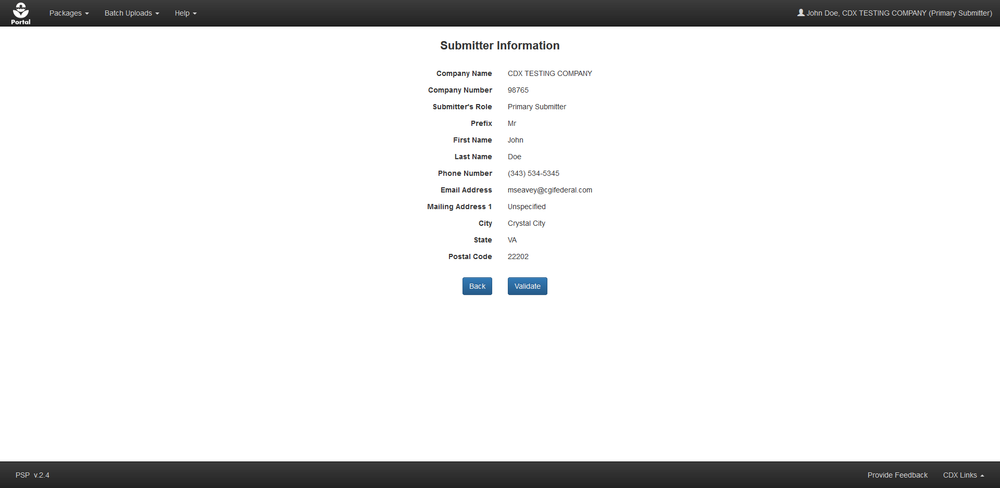 Portal
Packages
Batch Uploads
Help
John Doe, CDX TESTING COMPANY (Primary Submitter)
Submitter Information
Company Name CDX TESTING COMPANY
Company Number 98765
Submitter's Role Primary Submitter
Prefix Mr
First Name John
Last Name Doe
Phone Number (343) 534-5345
Email Address mseavey@cgifederal.com
Mailing Address 1 Unspecified
City Crystal City
State VA
Postal Code 22202
Back Validate
PSP v.2.4
Provide Feedback
CDX Links